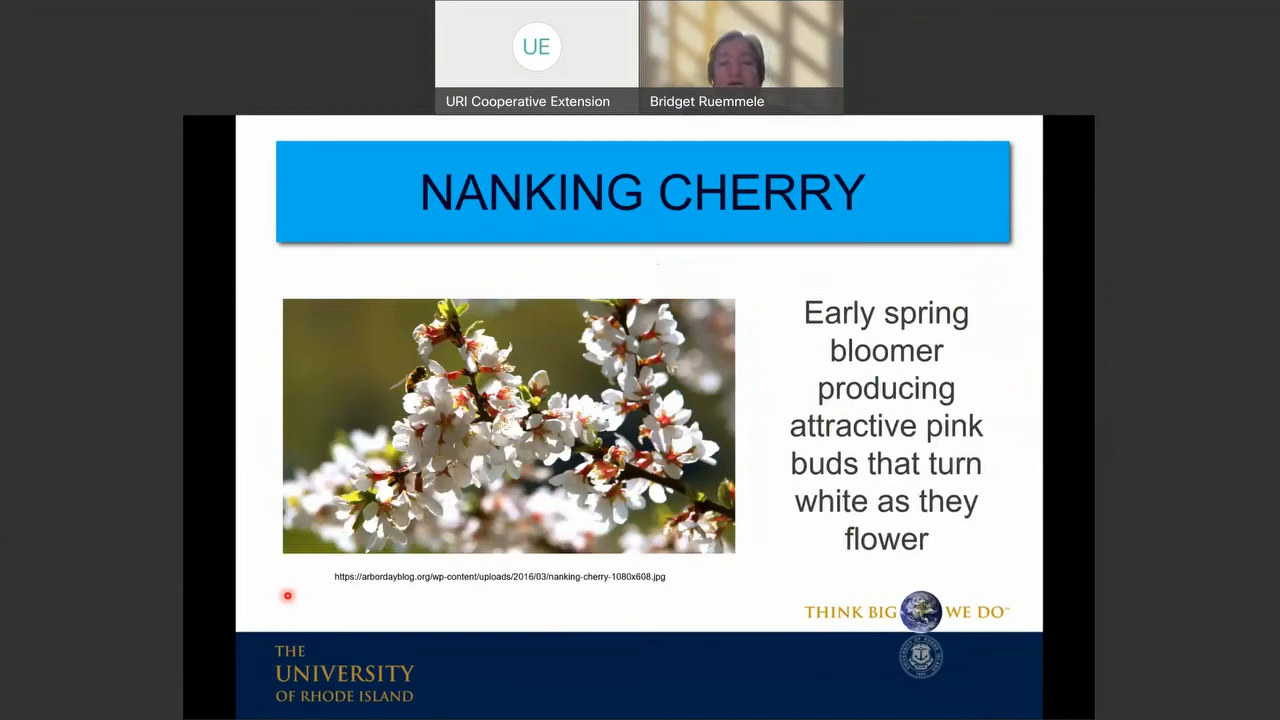 UE
URI Cooperative Extension
Bridget Ruemmele
NANKING CHERRY
Early spring
bloomer
producing
attractive pink
buds that turn
white as they
flower
https://arbordayblog.org/wp-content/uploads/2016/03/nanking-cherry-1080x608.jpg
THINK BIG WE DO™
THE
UNIVERSITY
OF RHODE ISLAND